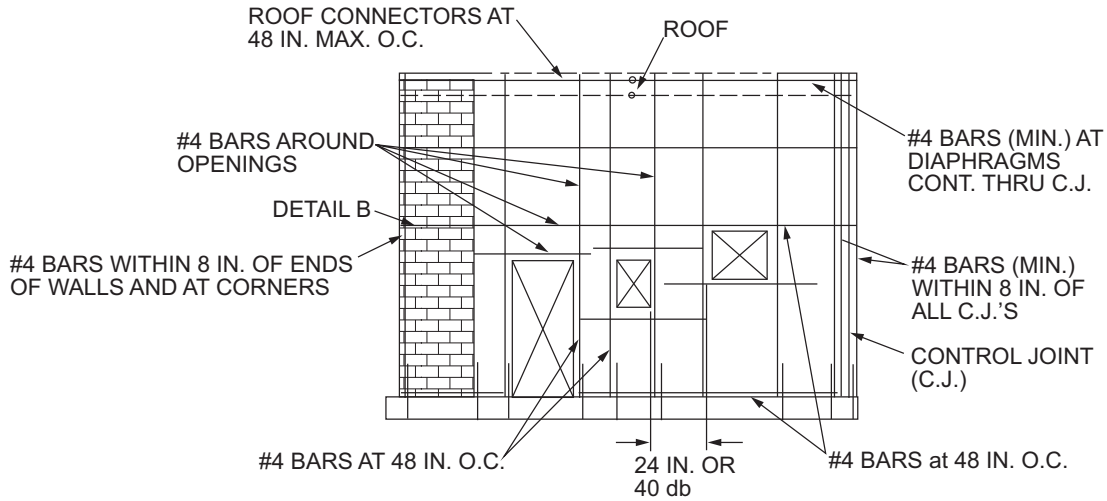 ROOF CONNECTORS AT
48 IN. MAX. O.C.
ROOF
#4 BARS AROUND
OPENINGS
#4 BARS (MIN.) AT
DIAPHRAGMS
CONT. THRU C.J.
DETAIL B
#4 BARS WITHIN 8 IN. OF ENDS
OF WALLS AND AT CORNERS
#4 BARS (MIN.)
WITHIN 8 IN. OF
ALL C.J.'S
CONTROL JOINT
(C.J.)
#4 BARS AT 48 IN. O.C.
24 IN. OR
40 db
#4 BARS at 48 IN. O.C.